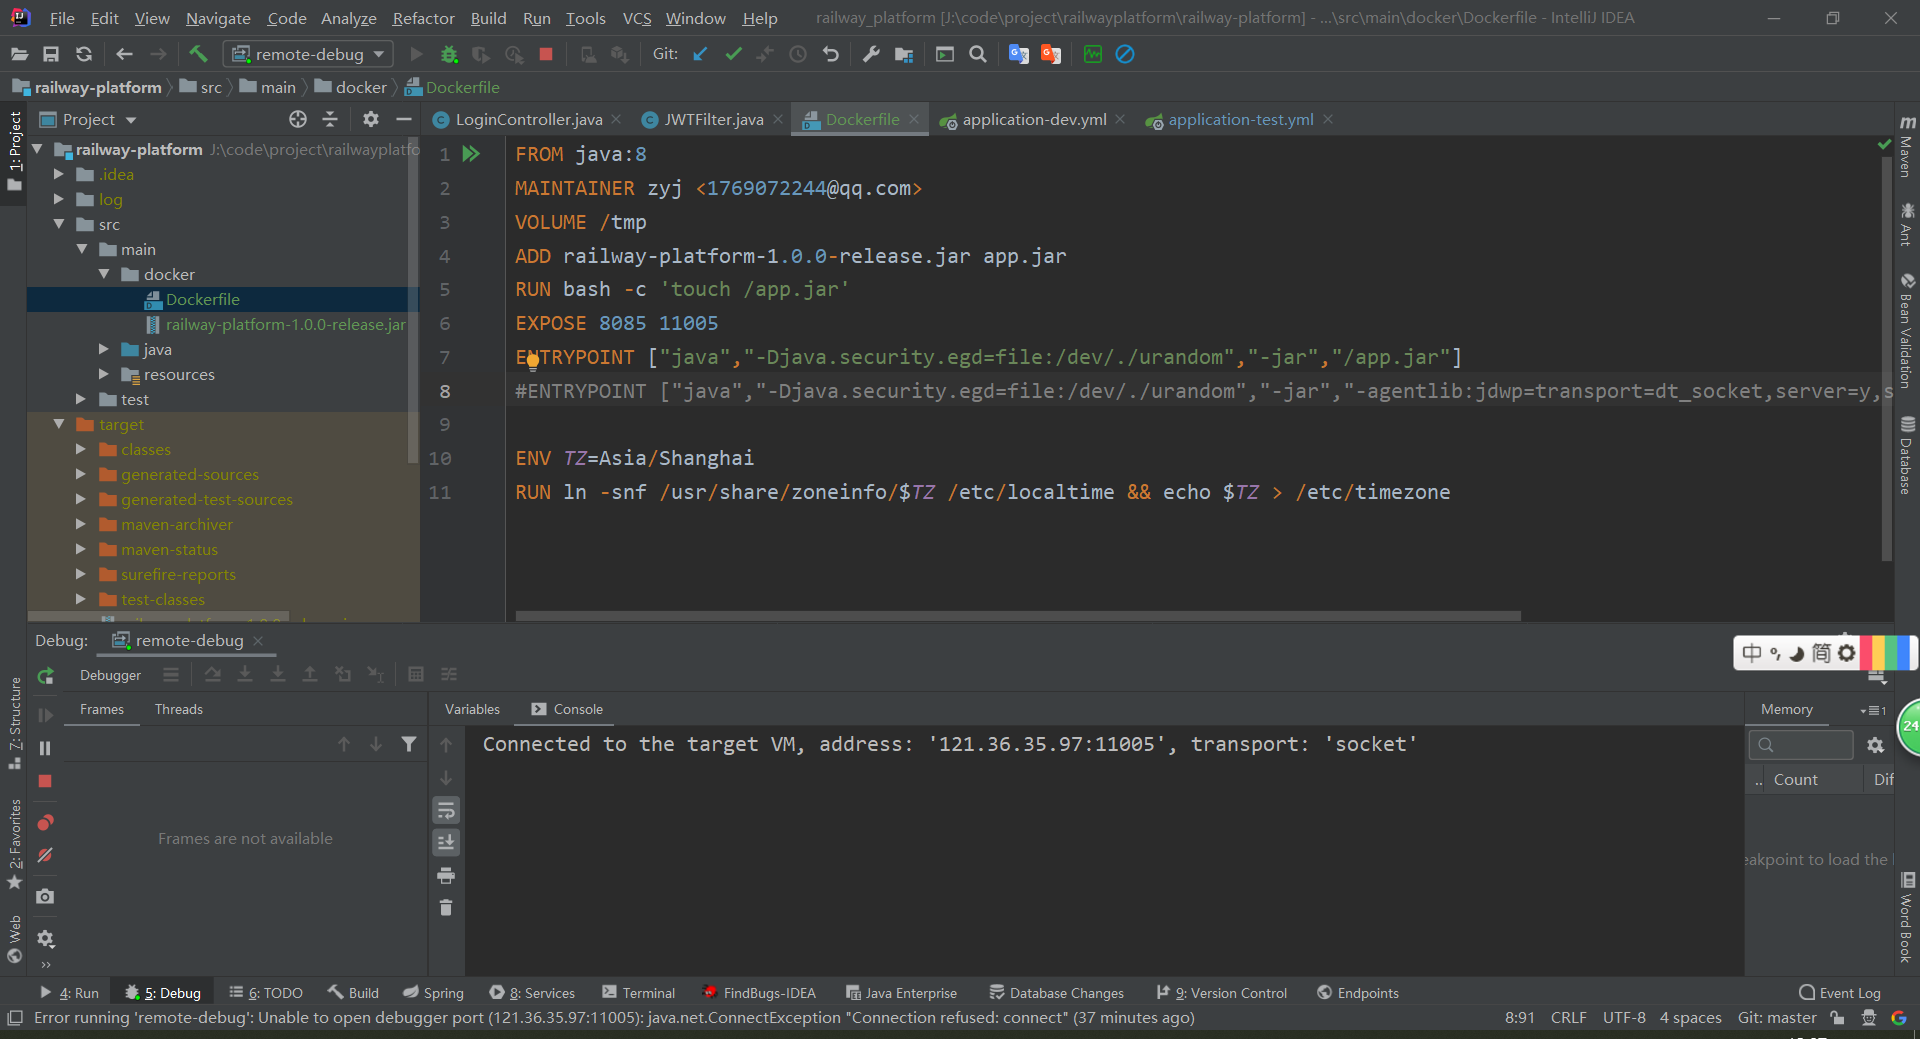 File Edit View Navigate Code Analyze Refactor Build Run Tools VCS Window Help railway_platform [J:\code\project\railwayplatform\railway-platform] - ...\src\main\docker\Dockerfile - IntelliJ IDEA
remote-debug Git:
railway-platform src main docker Dockerfile
Project
LoginController.java JWTFilter.java Dockerfile application-dev.yml application-test.yml
railway-platform J:\code\project\railwayplatfo
.idea
log
src
main
docker
Dockerfile
railway-platform-1.0.0-release.jar
java
resources
test
target
classes
generated-sources
generated-test-sources
maven-archiver
maven-status
surefire-reports
test-classes
1 FROM java:8
2 MAINTAINER zyj <1769072244@qq.com>
3 VOLUME /tmp
4 ADD railway-platform-1.0.0-release.jar app.jar
5 RUN bash -c 'touch /app.jar'
6 EXPOSE 8085 11005
7 ENTRYPOINT ["java","-Djava.security.egd=file:/dev/./urandom","-jar","/app.jar"]
8 #ENTRYPOINT ["java","-Djava.security.egd=file:/dev/./urandom","-jar","-agentlib:jdwp=transport=dt_socket,server=y,s
9
10 ENV TZ=Asia/Shanghai
11 RUN ln -snf /usr/share/zoneinfo/$TZ /etc/localtime && echo $TZ > /etc/timezone
1: Project
7: Structure
2: Favorites
Web
Maven
Ant
Bean Validation
Database
Word Book
Debug: remote-debug
中 简
Debugger
Frames Threads
Variables Console
Memory
1
24
Connected to the target VM, address: '121.36.35.97:11005', transport: 'socket'
.. Count Dif
Frames are not available
eakpoint to load the
4: Run 5: Debug 6: TODO Build Spring 8: Services Terminal FindBugs-IDEA Java Enterprise Database Changes 9: Version Control Endpoints Event Log
Error running 'remote-debug': Unable to open debugger port (121.36.35.97:11005): java.net.ConnectException "Connection refused: connect" (37 minutes ago) 8:91 CRLF UTF-8 4 spaces Git: master